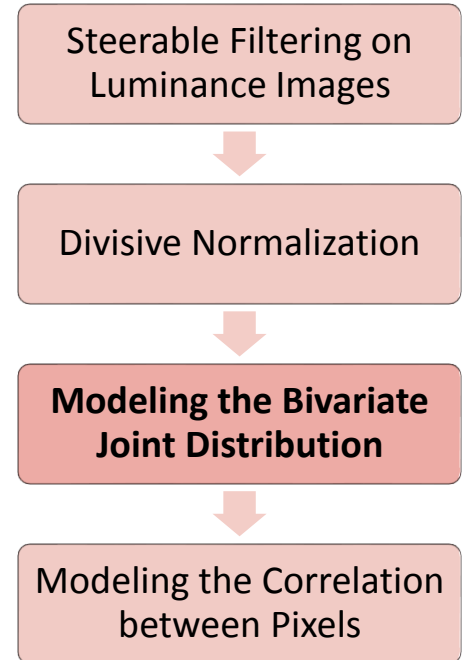 Steerable Filtering on
Luminance Images
Divisive Normalization
Modeling the Bivariate
Joint Distribution
Modeling the Correlation
between Pixels